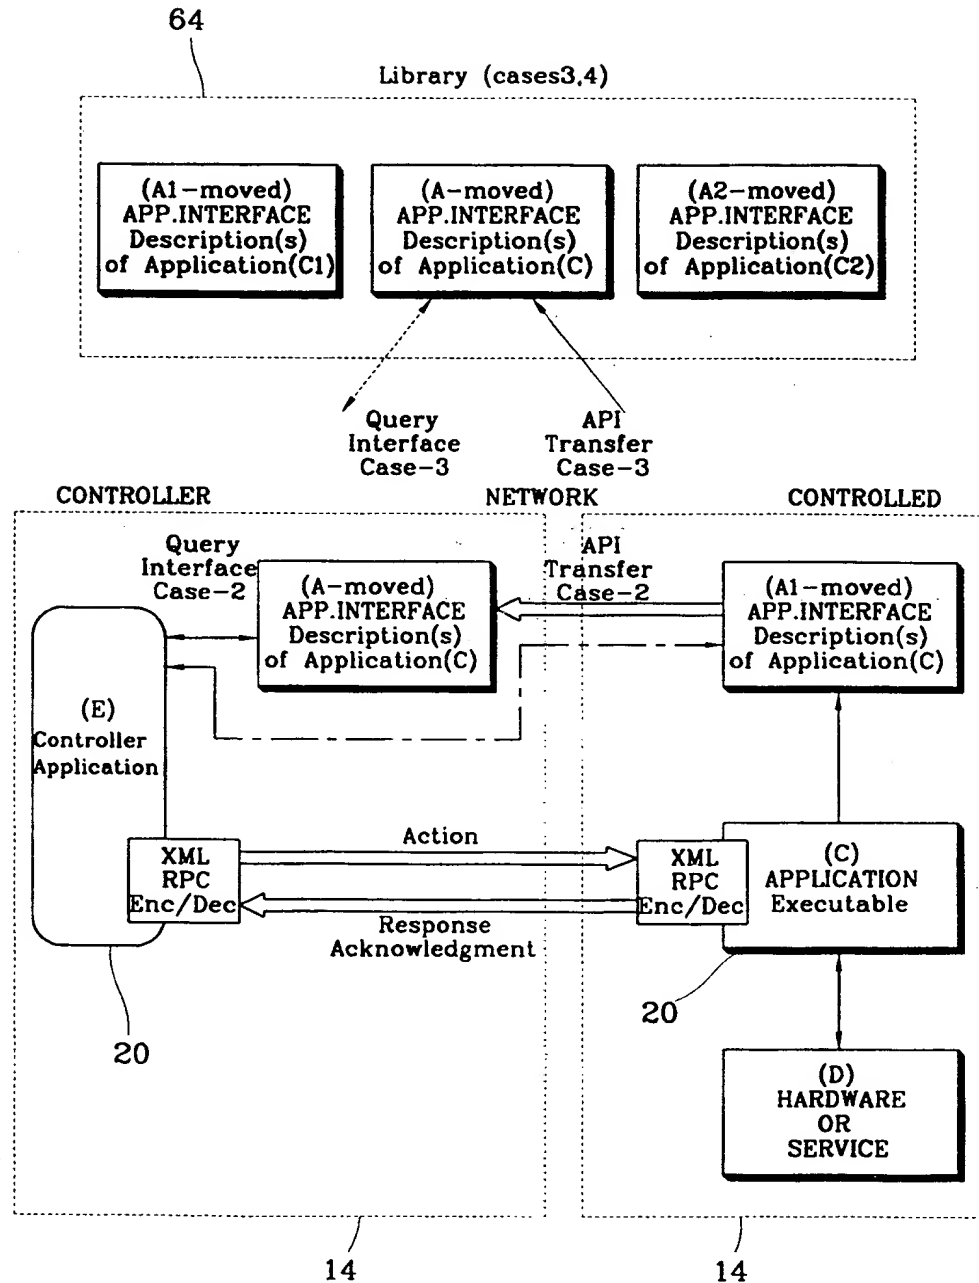 64
Library (cases3,4)
(A1-moved)
APP.INTERFACE
Description(s)
of Application(C1)
(A-moved)
APP.INTERFACE
Description(s)
of Application(C)
(A2-moved)
APP.INTERFACE
Description(s)
of Application(C2)
Query
Interface
Case-3
API
Transfer
Case-3
CONTROLLER
NETWORK
CONTROLLED
Query
Interface
Case-2
(A-moved)
APP.INTERFACE
Description(s)
of Application(C)
API
Transfer
Case-2
(A1-moved)
APP.INTERFACE
Description(s)
of Application(C)
(E)
Controller
Application
XML
RPC
Enc/Dec
Action
Response
Acknowledgment
XML
RPC
Enc/Dec
(C)
APPLICATION
Executable
20
20
(D)
HARDWARE
OR
SERVICE
14
14